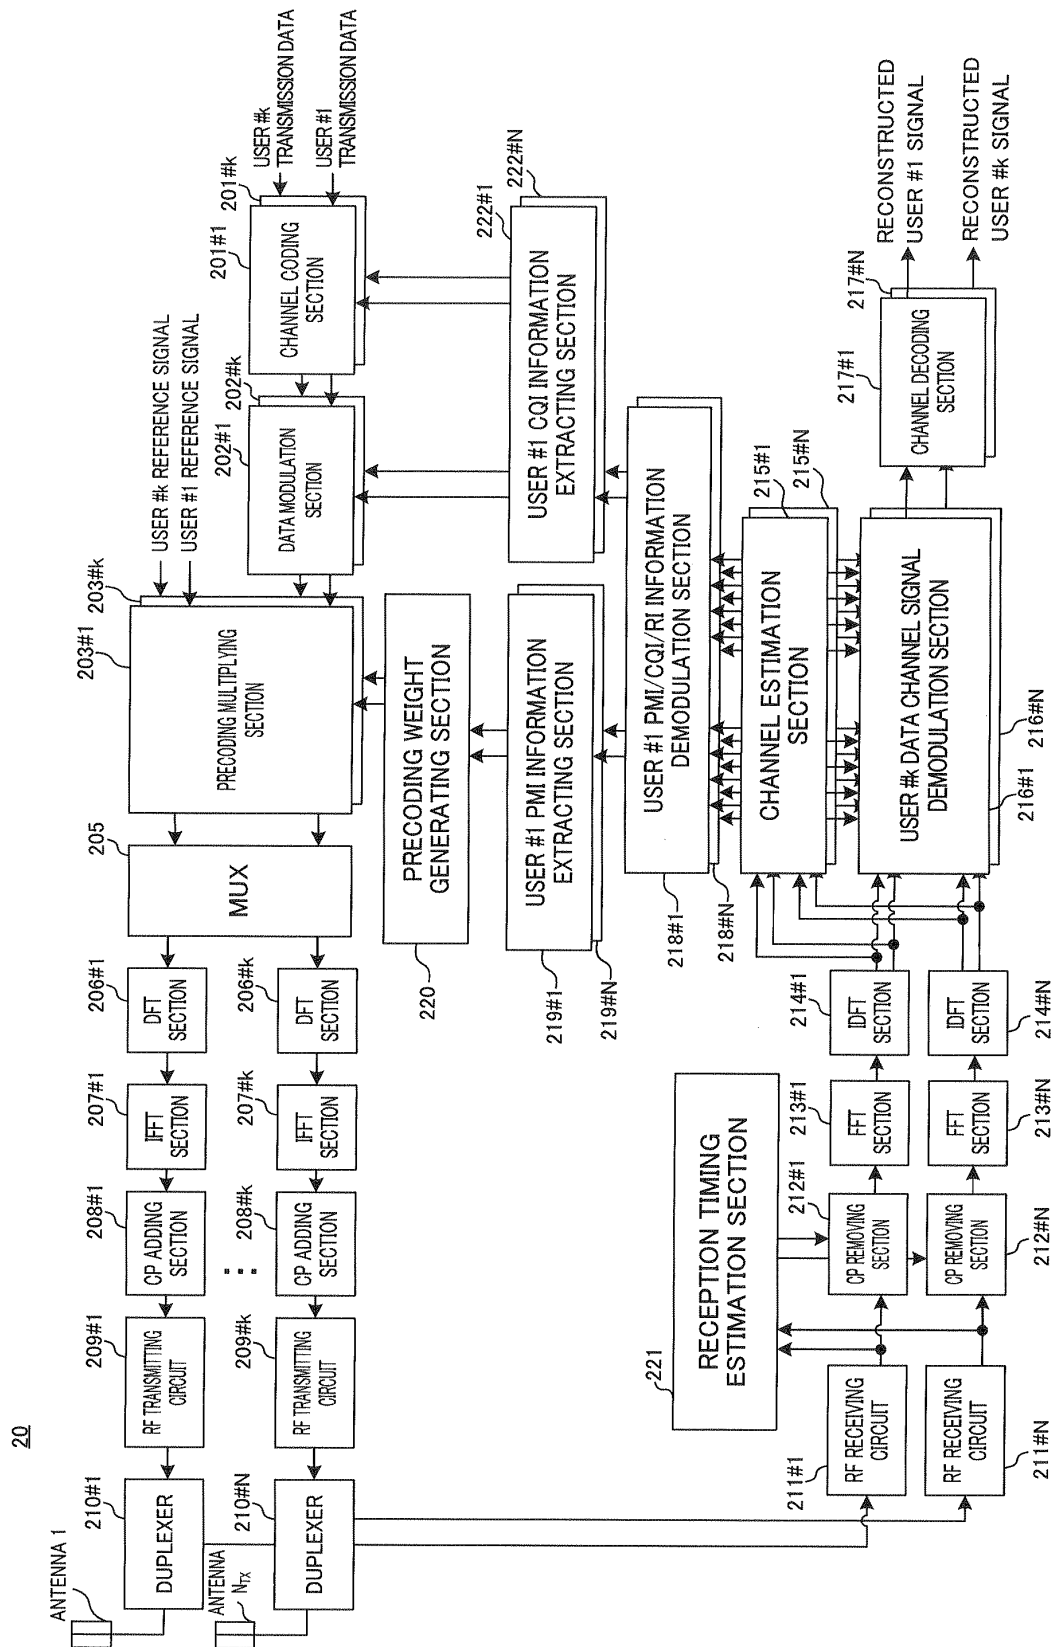 20
ANTENNA 1
ANTENNA
NTX
210#1
DUPLEXER
210#N
DUPLEXER
209#1
RF TRANSMITTING
CIRCUIT
209#k
RF TRANSMITTING
CIRCUIT
208#1
CP ADDING
SECTION
208#k
CP ADDING
SECTION
207#1
IFFT
SECTION
207#k
IFFT
SECTION
206#1
DFT
SECTION
206#k
DFT
SECTION
205
MUX
203#1
203#k
PRECODING MULTIPLYING
SECTION
USER #k REFERENCE SIGNAL
USER #1 REFERENCE SIGNAL
202#1
202#k
DATA MODULATION
SECTION
201#1
201#k
CHANNEL CODING
SECTION
USER #k
TRANSMISSION DATA
USER #1
TRANSMISSION DATA
220
PRECODING WEIGHT
GENERATING SECTION
219#1
219#N
USER #1 PMI INFORMATION
EXTRACTING SECTION
222#1
222#N
USER #1 CQI INFORMATION
EXTRACTING SECTION
218#1
218#N
USER #1 PMI/CQI/RI INFORMATION
DEMODULATION SECTION
215#1
215#N
CHANNEL ESTIMATION
SECTION
216#1
216#N
USER #k DATA CHANNEL SIGNAL
DEMODULATION SECTION
217#1
217#N
CHANNEL DECODING
SECTION
RECONSTRUCTED
USER #1 SIGNAL
RECONSTRUCTED
USER #k SIGNAL
221
RECEPTION TIMING
ESTIMATION SECTION
211#1
RF RECEIVING
CIRCUIT
211#N
RF RECEIVING
CIRCUIT
212#1
CP REMOVING
SECTION
212#N
CP REMOVING
SECTION
213#1
FFT
SECTION
213#N
FFT
SECTION
214#1
IDFT
SECTION
214#N
IDFT
SECTION